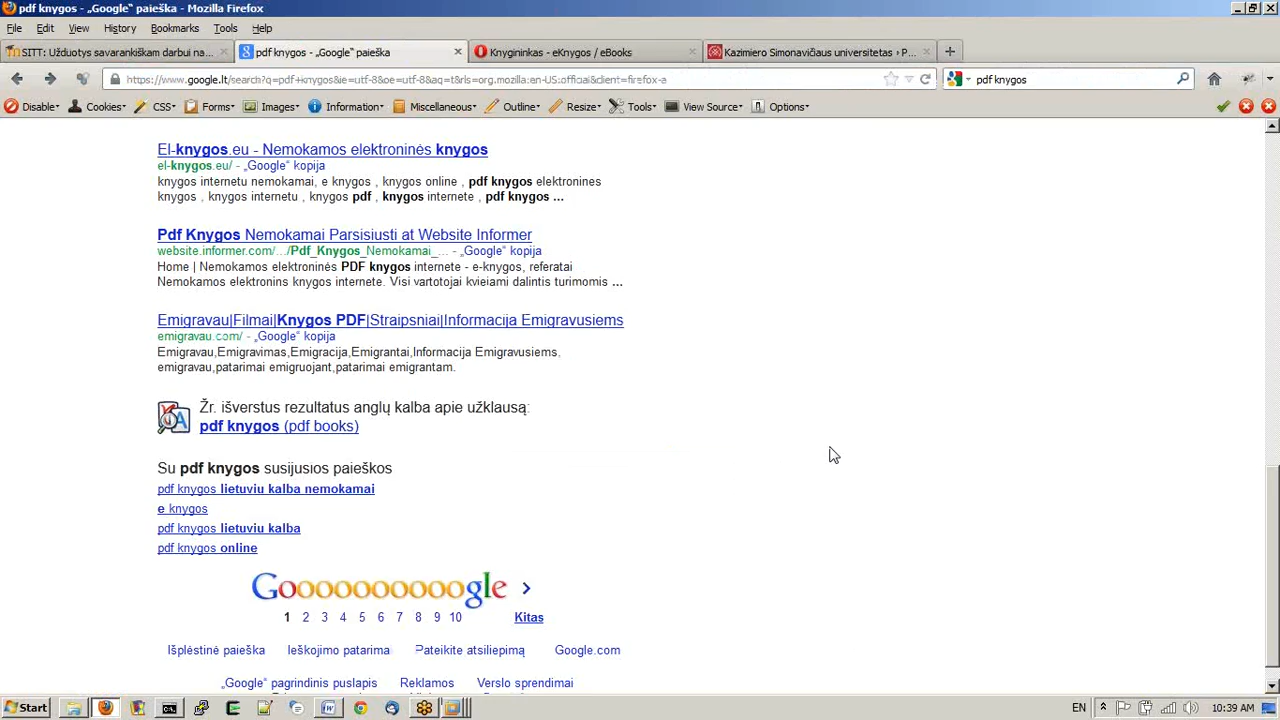 pdf knygos - „Google“ paieška - Mozilla Firefox
File Edit View History Bookmarks Tools Help
SITT: Užduotys savarankiškam darbui na...
pdf knygos - „Google“ paieška
Knygininkas - eKnygos / eBooks
Kazimiero Simonavičiaus universitetas › P...
https://www.google.lt/search?q=pdf+knygos&ie=utf-8&oe=utf-8&aq=t&rls=org.mozilla:en-US:official&client=firefox-a
pdf knygos
Disable Cookies CSS Forms Images Information Miscellaneous Outline Resize Tools View Source Options
El-knygos.eu - Nemokamos elektroninės knygos
el-knygos.eu/ - „Google“ kopija
knygos internetu nemokamai, e knygos , knygos online , pdf knygos elektronines
knygos , knygos internetu , knygos pdf , knygos internete , pdf knygos ...
Pdf Knygos Nemokamai Parsisiusti at Website Informer
website.informer.com/.../Pdf_Knygos_Nemokamai_... - „Google“ kopija
Home | Nemokamos elektroninės PDF knygos internete - e-knygos, referatai
Nemokamos elektronins knygos internete. Visi vartotojai kvieiami dalintis turimomis ...
Emigravau|Filmai|Knygos PDF|Straipsniai|Informacija Emigravusiems
emigravau.com/ - „Google“ kopija
Emigravau,Emigravimas,Emigracija,Emigrantai,Informacija Emigravusiems,
emigravau,patarimai emigruojant,patarimai emigrantam.
Žr. išverstus rezultatus anglų kalba apie užklausą:
pdf knygos (pdf books)
Su pdf knygos susijusios paieškos
pdf knygos lietuviu kalba nemokamai
e knygos
pdf knygos lietuviu kalba
pdf knygos online
Goooooooooogle
1 2 3 4 5 6 7 8 9 10 Kitas
Išplėstinė paieška Ieškojimo patarima Pateikite atsiliepimą Google.com
„Google“ pagrindinis puslapis Reklamos Verslo sprendimai
Start
EN 10:39 AM